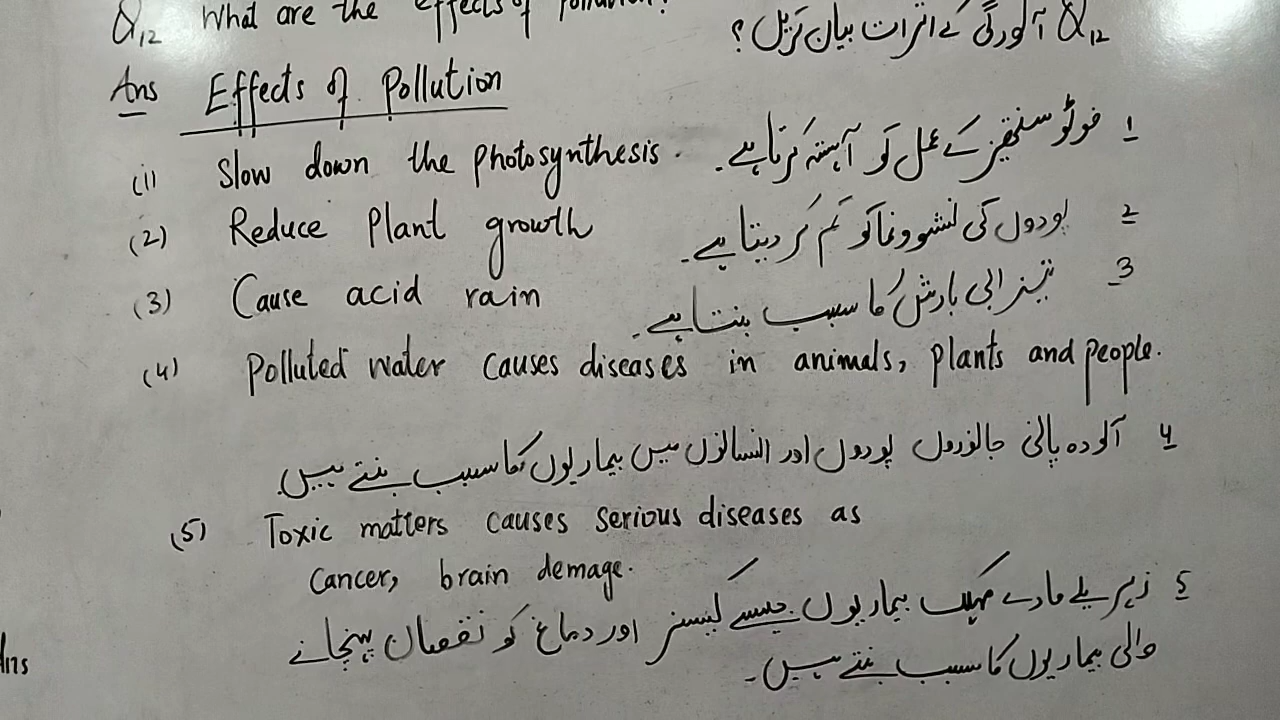 Q12 What are the effects of pollution?
Q12 آلودگی کے اثرات بیان کریں؟
Ans Effects of Pollution
(1) Slow down the photosynthesis.
1 فوٹو سنتھیسز کے عمل کو آہستہ کرتا ہے۔
(2) Reduce Plant growth
2 پودوں کی نشوونما کو کم کر دیتا ہے۔
(3) Cause acid rain
3 تیزابی بارش کا سبب بنتا ہے۔
(4) Polluted water causes diseases in animals, plants and people.
4 آلودہ پانی جانوروں پودوں اور انسانوں میں بیماریوں کا سبب بنتے ہیں۔
(5) Toxic matters causes serious diseases as
cancer, brain demage.
5 زہریلے مادے مہلک بیماریوں جیسے کینسر اور دماغ کو نقصان پہنچانے
والی بیماریوں کا سبب بنتے ہیں۔
Ans